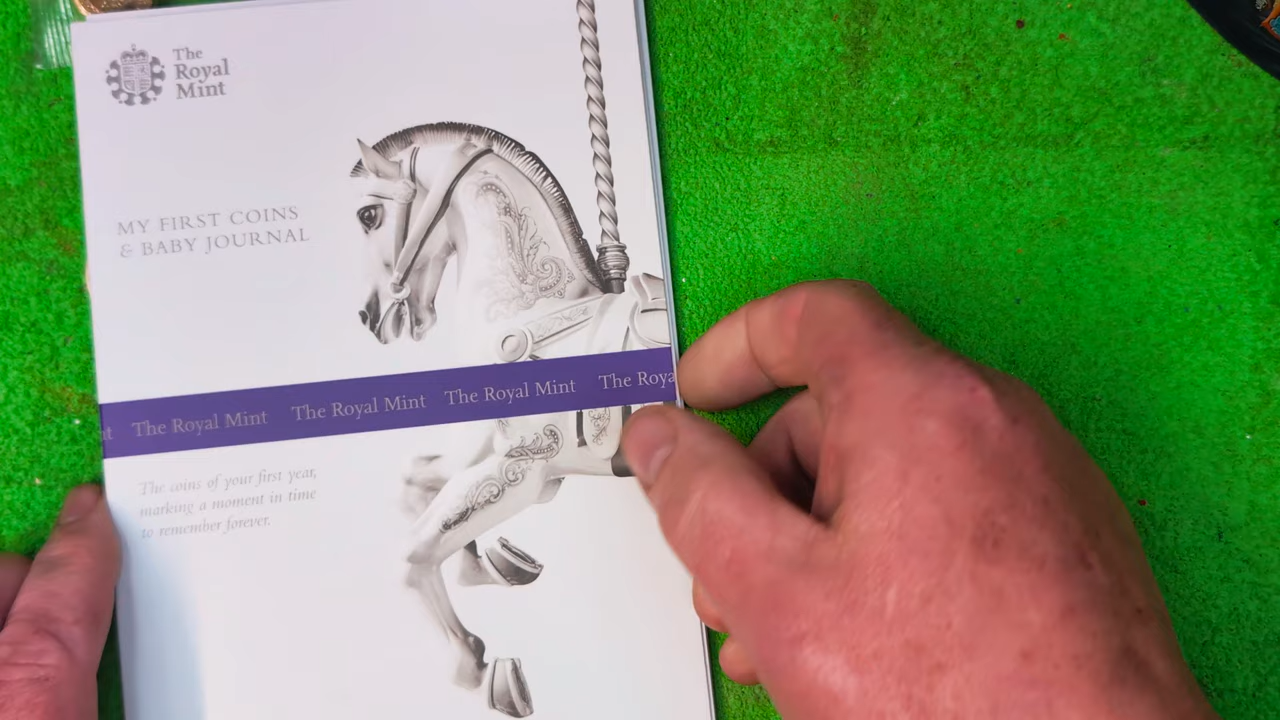 The
Royal
Mint
MY FIRST COINS
& BABY JOURNAL
nt The Royal Mint The Royal Mint The Royal Mint The Roya
The coins of your first year,
marking a moment in time
to remember forever.